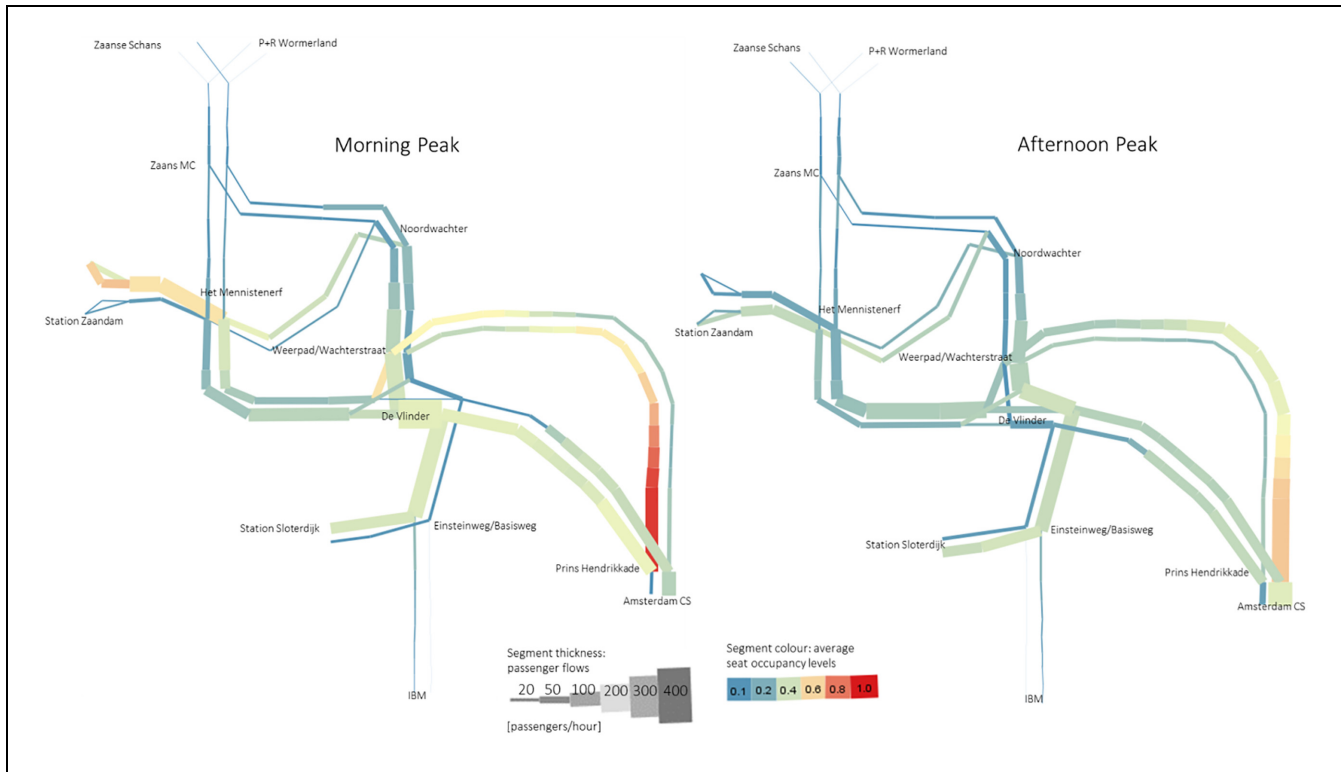 Zaanse Schans
P+R Wormerland
Morning Peak
Zaans MC
Noordwachter
Het Mennistenerf
Station Zaandam
Weerpad/Wachterstraat
De Vlinder
Station Sloterdijk
Einsteinweg/Basisweg
Prins Hendrikkade
Amsterdam CS
IBM
Zaanse Schans
P+R Wormerland
Afternoon Peak
Zaans MC
Noordwachter
Het Mennistenerf
Station Zaandam
Weerpad/Wachterstraat
De Vlinder
Einsteinweg/Basisweg
Station Sloterdijk
Prins Hendrikkade
Amsterdam CS
IBM
Segment thickness:
passenger flows
20 50 100 200 300 400
[passengers/hour]
Segment colour: average
seat occupancy levels
0.1 0.2 0.4 0.6 0.8 1.0